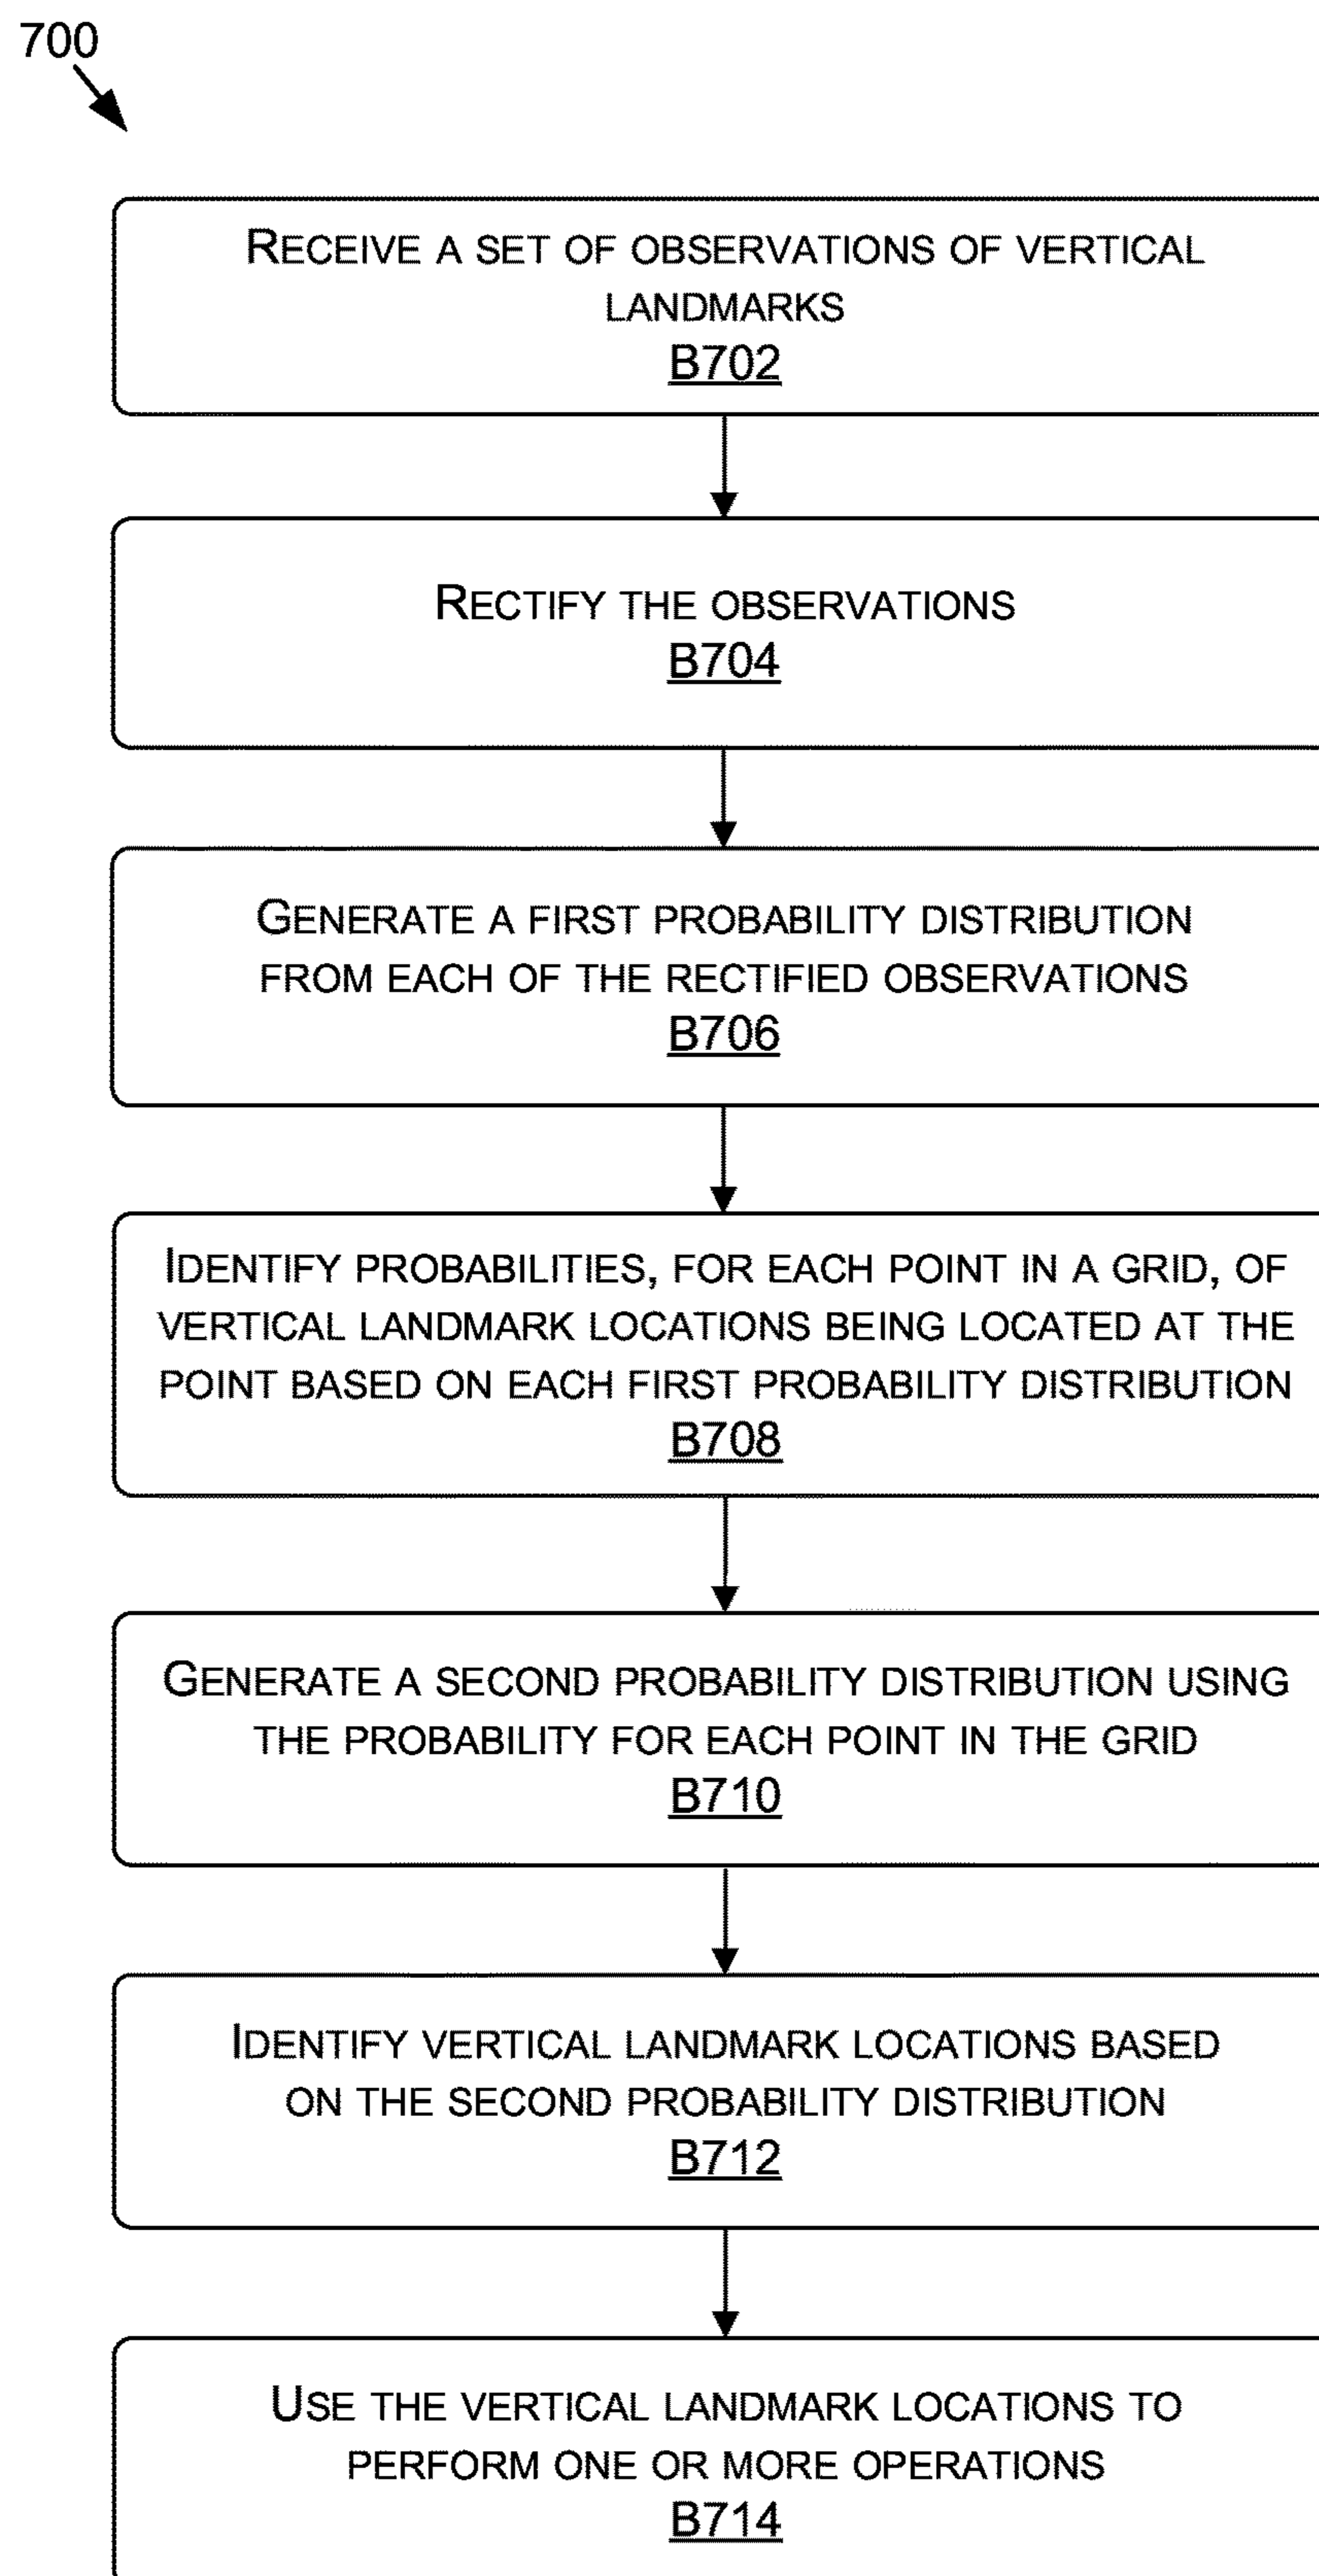 700
RECEIVE A SET OF OBSERVATIONS OF VERTICAL
LANDMARKS
B702
RECTIFY THE OBSERVATIONS
B704
GENERATE A FIRST PROBABILITY DISTRIBUTION
FROM EACH OF THE RECTIFIED OBSERVATIONS
B706
IDENTIFY PROBABILITIES, FOR EACH POINT IN A GRID, OF
VERTICAL LANDMARK LOCATIONS BEING LOCATED AT THE
POINT BASED ON EACH FIRST PROBABILITY DISTRIBUTION
B708
GENERATE A SECOND PROBABILITY DISTRIBUTION USING
THE PROBABILITY FOR EACH POINT IN THE GRID
B710
IDENTIFY VERTICAL LANDMARK LOCATIONS BASED
ON THE SECOND PROBABILITY DISTRIBUTION
B712
USE THE VERTICAL LANDMARK LOCATIONS TO
PERFORM ONE OR MORE OPERATIONS
B714